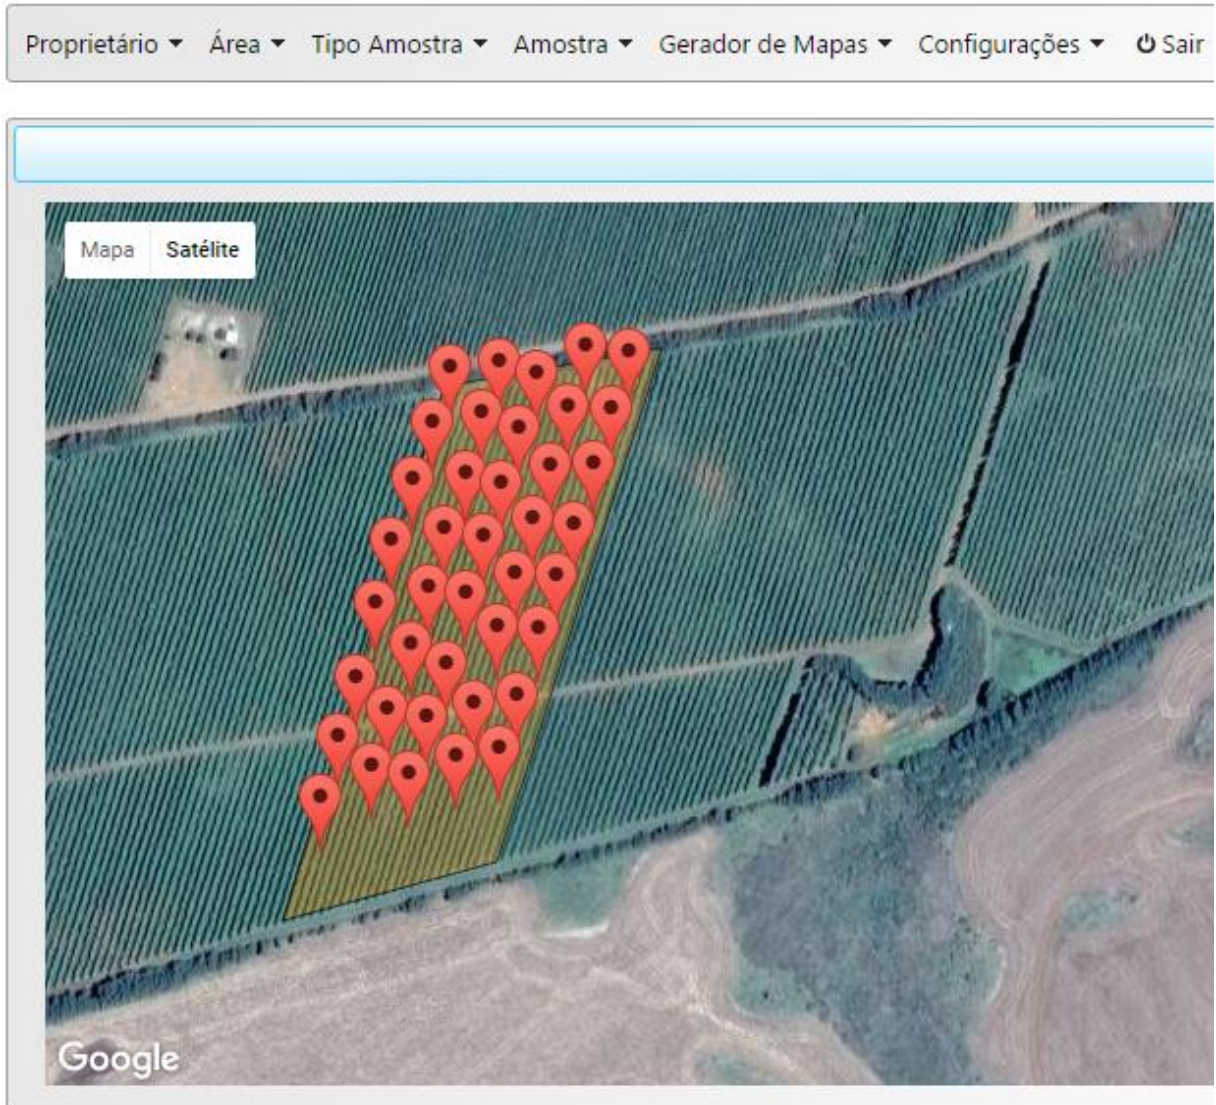 Proprietário Área Tipo Amostra Amostra Gerador de Mapas Configurações Sair
Mapa Satélite
Google